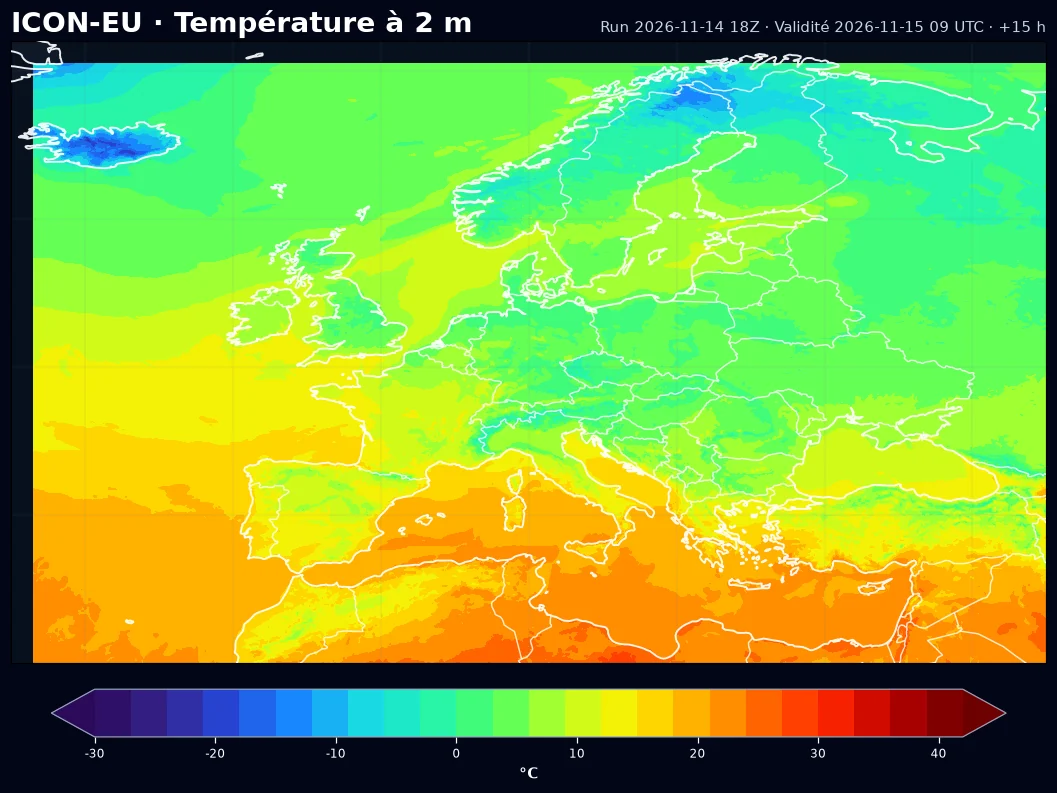 ICON-EU · Température à 2 m
Run 2026-11-14 18Z · Validité 2026-11-15 09 UTC · +15 h
-30 -20 -10 0 10 20 30 40
°C